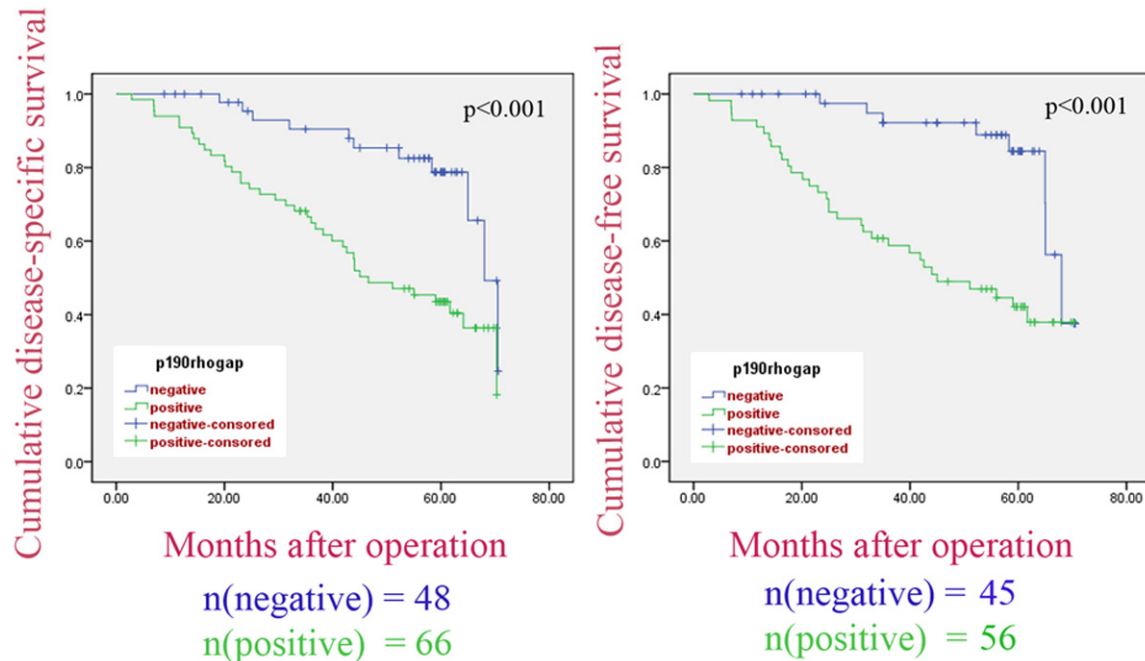 Cumulative disease-specific survival
1.0
0.8
0.6
0.4
0.2
0.0
p<0.001
p190rhogap
negative
positive
negative-consored
positive-consored
0.00 20.00 40.00 60.00 80.00
Months after operation
n(negative) = 48
n(positive) = 66
Cumulative disease-free survival
1.0
0.8
0.6
0.4
0.2
0.0
p<0.001
p190rhogap
negative
positive
negative-consored
positive-consored
0.00 20.00 40.00 60.00 80.00
Months after operation
n(negative) = 45
n(positive) = 56